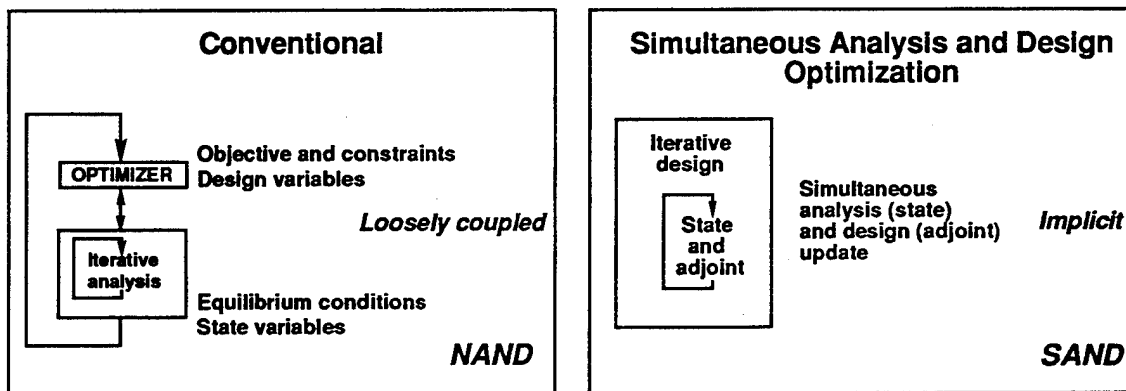 Conventional
OPTIMIZER
Objective and constraints
Design variables
Loosely coupled
Iterative
analysis
Equilibrium conditions
State variables
NAND
Simultaneous Analysis and Design
Optimization
Iterative
design
State
and
adjoint
Simultaneous
analysis (state)
and design (adjoint)
update
Implicit
SAND